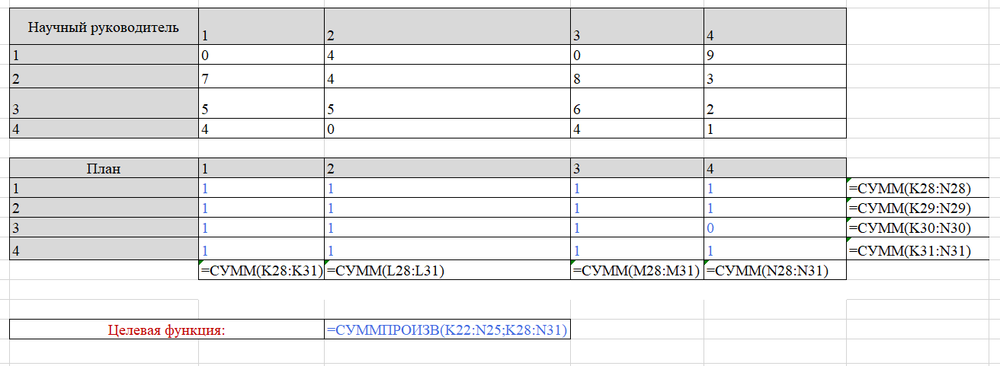 Научный руководитель 1 2 3 4
1 0 4 0 9
2 7 4 8 3
3 5 5 6 2
4 4 0 4 1
План 1 2 3 4
1 1 1 1 1 =СУММ(K28:N28)
2 1 1 1 1 =СУММ(K29:N29)
3 1 1 1 0 =СУММ(K30:N30)
4 1 1 1 1 =СУММ(K31:N31)
=СУММ(K28:K31) =СУММ(L28:L31) =СУММ(M28:M31) =СУММ(N28:N31)
Целевая функция: =СУММПРОИЗВ(K22:N25;K28:N31)